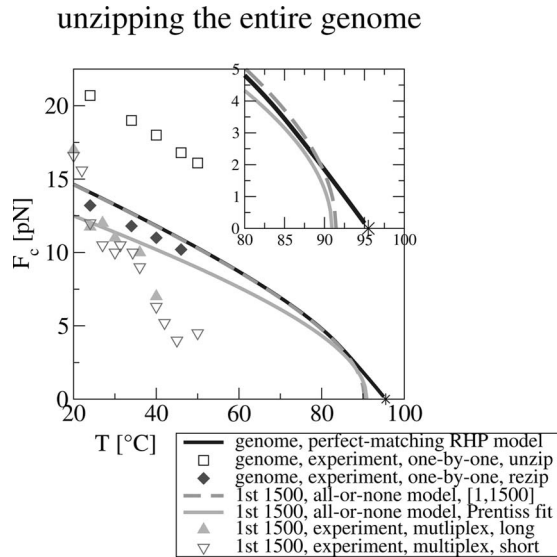 unzipping the entire genome
5
4
3
2
1
0
80 85 90 95 100
20
15
10
5
0
F_c [pN]
20 40 60 80 100
T [°C]
genome, perfect-matching RHP model
genome, experiment, one-by-one, unzip
genome, experiment, one-by-one, rezip
1st 1500, all-or-none model, [1,1500]
1st 1500, all-or-none model, Prentiss fit
1st 1500, experiment, mutliplex, long
1st 1500, experiment, multiplex, short